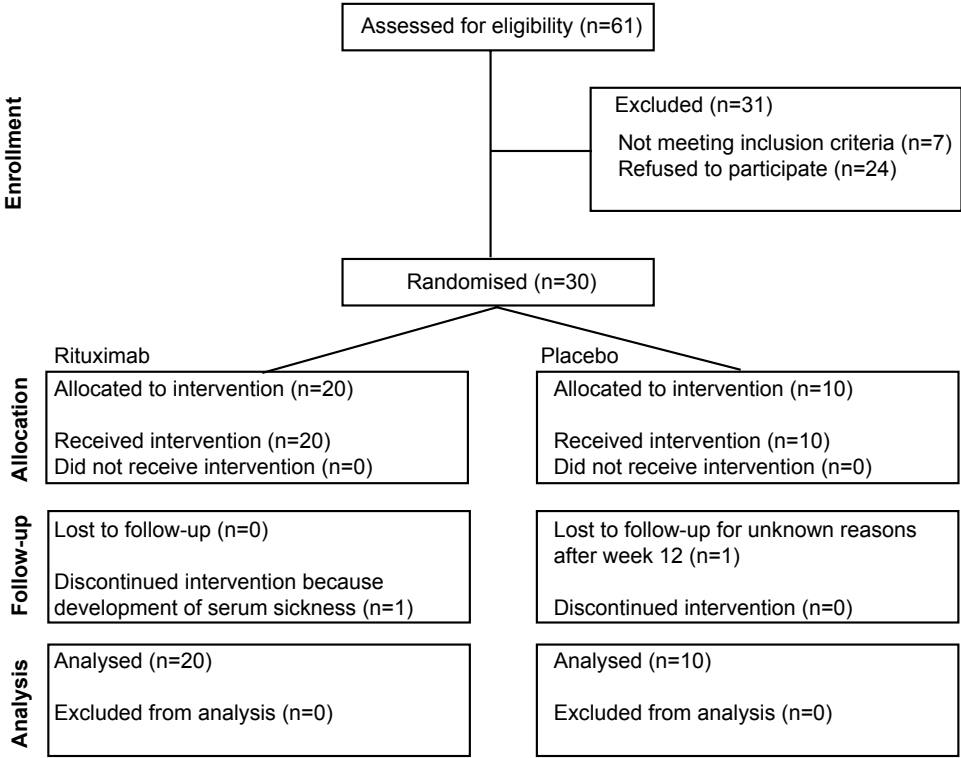 Assessed for eligibility (n=61)
Enrollment
Excluded (n=31)
Not meeting inclusion criteria (n=7)
Refused to participate (n=24)
Randomised (n=30)
Allocation
Rituximab
Allocated to intervention (n=20)
Received intervention (n=20)
Did not receive intervention (n=0)
Placebo
Allocated to intervention (n=10)
Received intervention (n=10)
Did not receive intervention (n=0)
Follow-up
Lost to follow-up (n=0)
Discontinued intervention because
development of serum sickness (n=1)
Lost to follow-up for unknown reasons
after week 12 (n=1)
Discontinued intervention (n=0)
Analysis
Analysed (n=20)
Excluded from analysis (n=0)
Analysed (n=10)
Excluded from analysis (n=0)